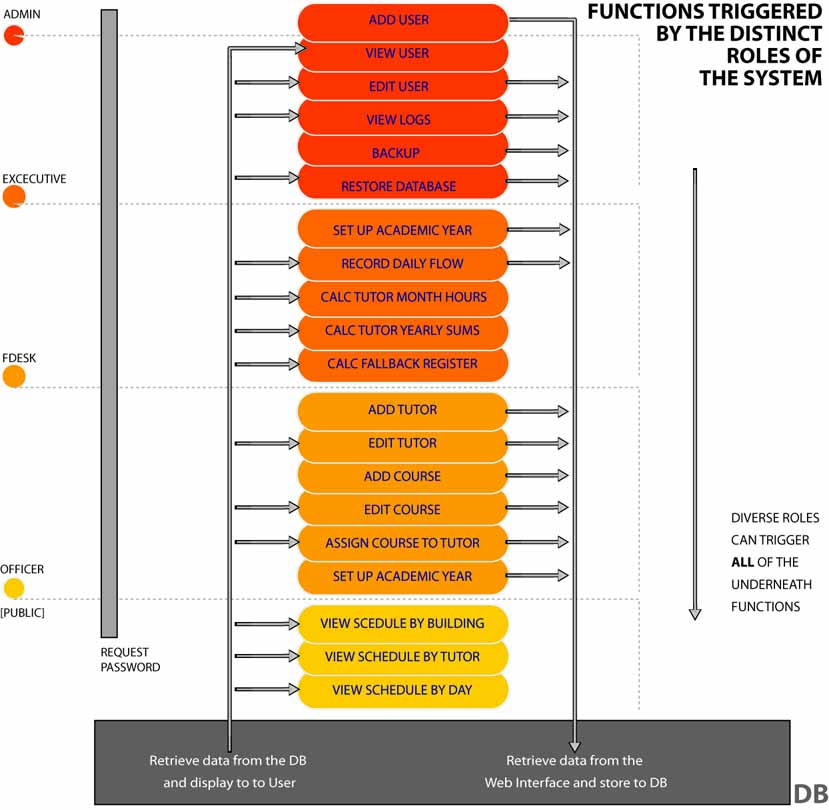 FUNCTIONS TRIGGERED
BY THE DISTINCT
ROLES OF
THE SYSTEM
ADMIN
ADD USER
VIEW USER
EDIT USER
VIEW LOGS
BACKUP
RESTORE DATABASE
EXCECUTIVE
SET UP ACADEMIC YEAR
RECORD DAILY FLOW
CALC TUTOR MONTH HOURS
CALC TUTOR YEARLY SUMS
CALC FALLBACK REGISTER
FDESK
ADD TUTOR
EDIT TUTOR
ADD COURSE
EDIT COURSE
ASSIGN COURSE TO TUTOR
SET UP ACADEMIC YEAR
OFFICER
[PUBLIC]
VIEW SCEDULE BY BUILDING
VIEW SCHEDULE BY TUTOR
VIEW SCHEDULE BY DAY
REQUEST
PASSWORD
DIVERSE ROLES
CAN TRIGGER
ALL OF THE
UNDERNEATH
FUNCTIONS
Retrieve data from the DB
and display to to User
Retrieve data from the
Web Interface and store to DB
DB